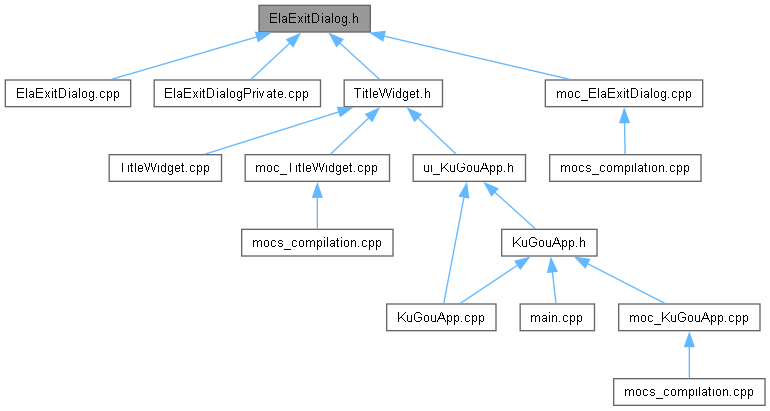 ElaExitDialog.h
ElaExitDialog.cpp
ElaExitDialogPrivate.cpp
TitleWidget.h
moc_ElaExitDialog.cpp
TitleWidget.cpp
moc_TitleWidget.cpp
ui_KuGouApp.h
mocs_compilation.cpp
mocs_compilation.cpp
KuGouApp.h
KuGouApp.cpp
main.cpp
moc_KuGouApp.cpp
mocs_compilation.cpp